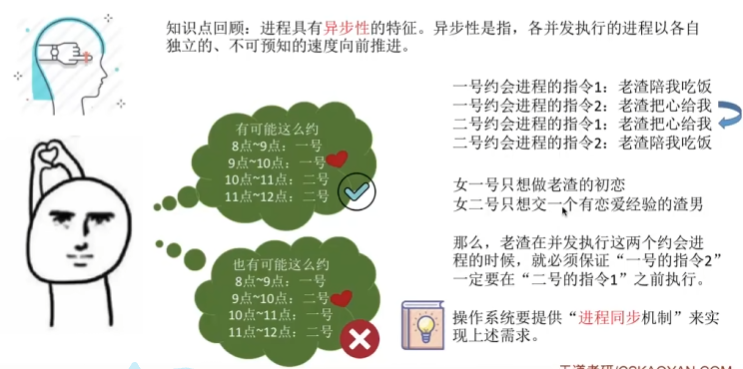 知识点回顾：进程具有异步性的特征。异步性是指，各并发执行的进程以各自
独立的、不可预知的速度向前推进。
有可能这么约
8点~9点：一号
9点~10点：一号
10点~11点：二号
11点~12点：二号
也有可能这么约
8点~9点：一号
9点~10点：二号
10点~11点：一号
11点~12点：二号
一号约会进程的指令1：老渣陪我吃饭
一号约会进程的指令2：老渣把心给我
二号约会进程的指令1：老渣把心给我
二号约会进程的指令2：老渣陪我吃饭
女一号只想做老渣的初恋
女二号只想交一个有恋爱经验的渣男
那么，老渣在并发执行这两个约会进
程的时候，就必须保证“一号的指令2”
一定要在“二号的指令1”之前执行。
操作系统要提供“进程同步机制”来实
现上述需求。